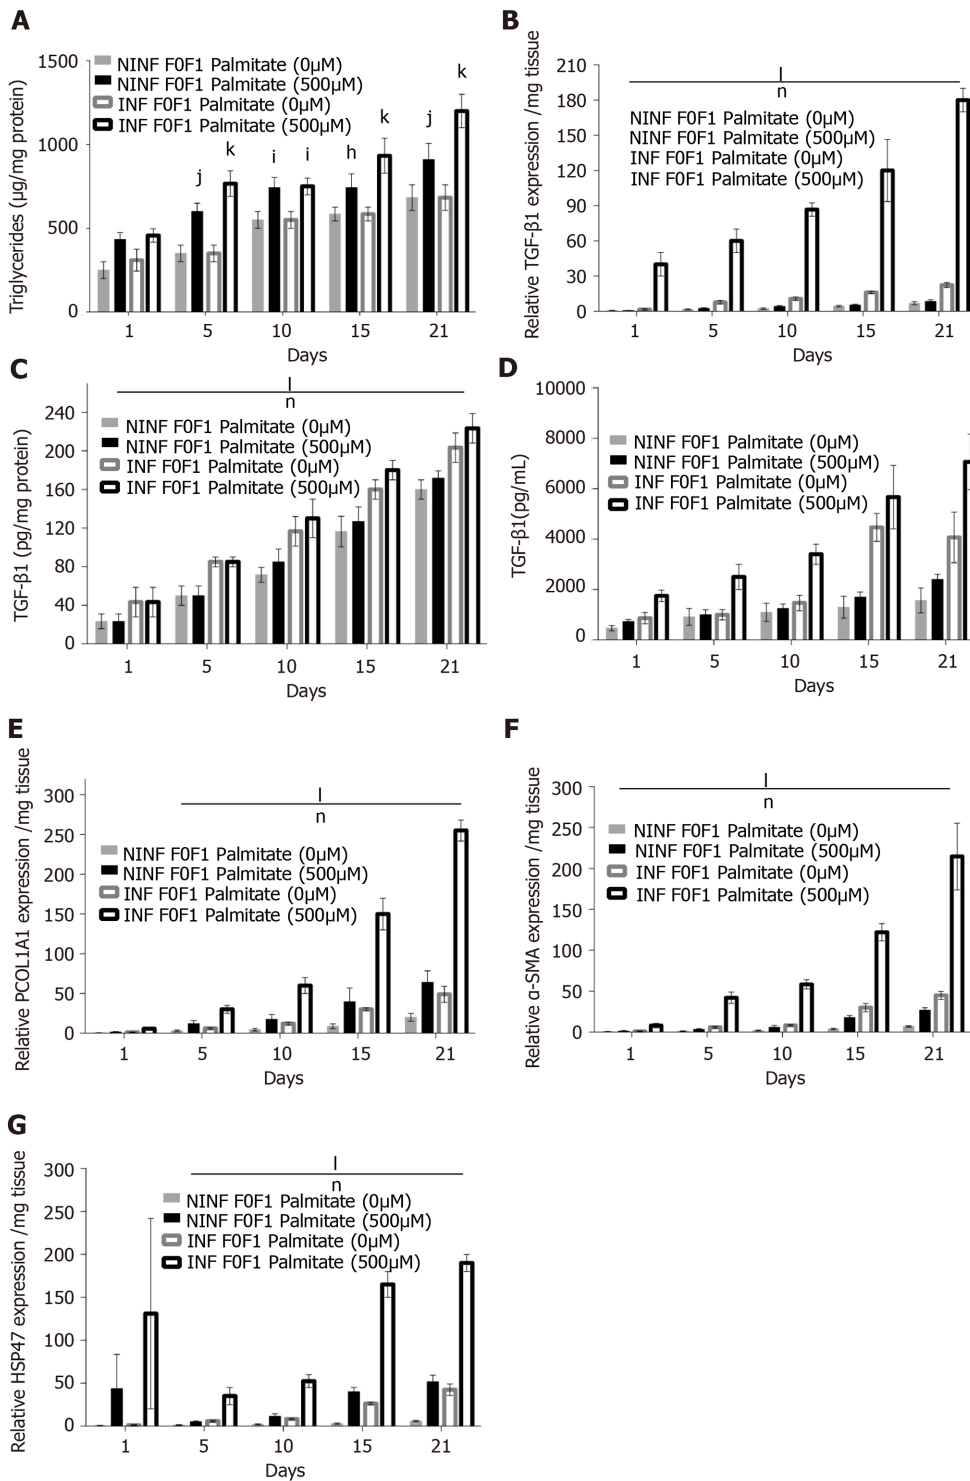 A
Triglycerides (µg/mg protein)
1500
1000
500
0
NINF F0F1 Palmitate (0µM)
NINF F0F1 Palmitate (500µM)
INF F0F1 Palmitate (0µM)
INF F0F1 Palmitate (500µM)
j k i i h k j k
1 5 10 15 21
Days
B
Relative TGF-β1 expression /mg tissue
210
180
150
120
90
60
30
0
l
n
NINF F0F1 Palmitate (0µM)
NINF F0F1 Palmitate (500µM)
INF F0F1 Palmitate (0µM)
INF F0F1 Palmitate (500µM)
1 5 10 15 21
Days
C
TGF-β1 (pg/mg protein)
240
200
160
120
80
40
0
l
n
NINF F0F1 Palmitate (0µM)
NINF F0F1 Palmitate (500µM)
INF F0F1 Palmitate (0µM)
INF F0F1 Palmitate (500µM)
1 5 10 15 21
Days
D
TGF-β1(pg/mL)
10000
8000
6000
4000
2000
0
NINF F0F1 Palmitate (0µM)
NINF F0F1 Palmitate (500µM)
INF F0F1 Palmitate (0µM)
INF F0F1 Palmitate (500µM)
1 5 10 15 21
Days
E
Relative PCOL1A1 expression /mg tissue
300
250
200
150
100
50
0
l
n
NINF F0F1 Palmitate (0µM)
NINF F0F1 Palmitate (500µM)
INF F0F1 Palmitate (0µM)
INF F0F1 Palmitate (500µM)
1 5 10 15 21
Days
F
Relative α-SMA expression /mg tissue
300
250
200
150
100
50
0
l
n
NINF F0F1 Palmitate (0µM)
NINF F0F1 Palmitate (500µM)
INF F0F1 Palmitate (0µM)
INF F0F1 Palmitate (500µM)
1 5 10 15 21
Days
G
Relative HSP47 expression /mg tissue
300
250
200
150
100
50
0
l
n
NINF F0F1 Palmitate (0µM)
NINF F0F1 Palmitate (500µM)
INF F0F1 Palmitate (0µM)
INF F0F1 Palmitate (500µM)
1 5 10 15 21
Days